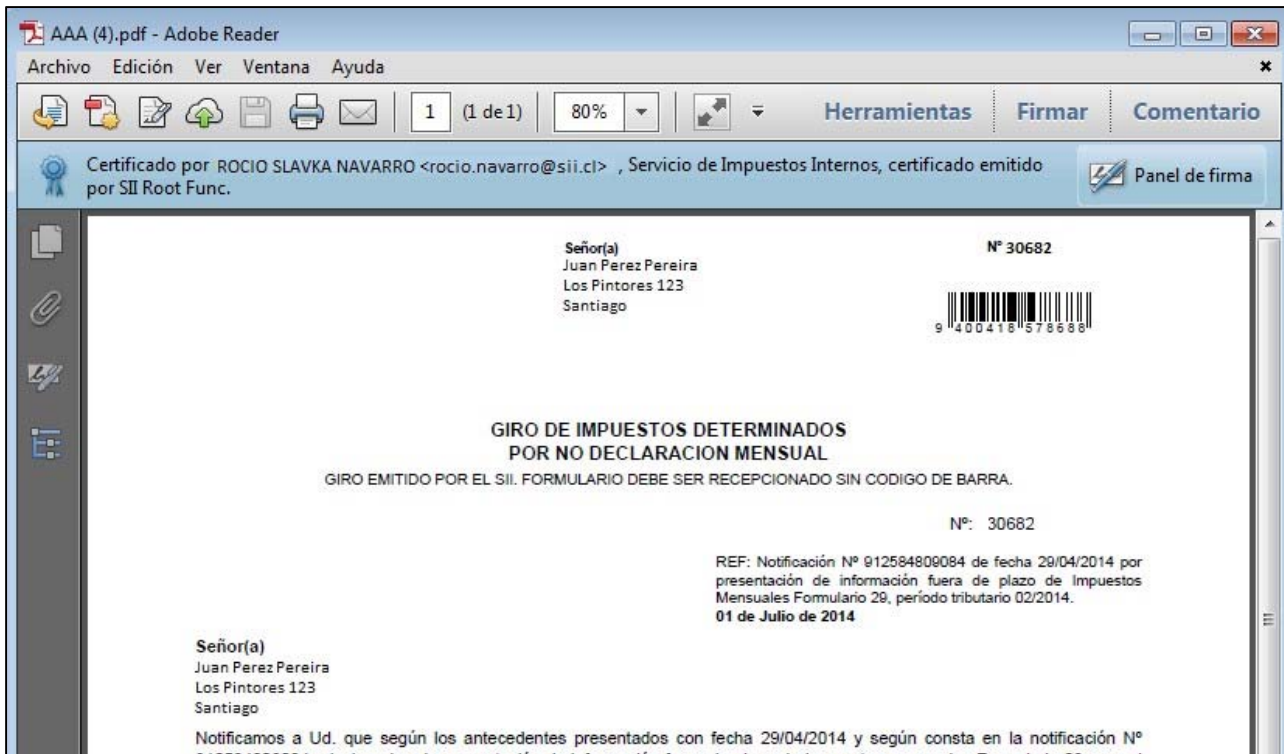 AAA (4).pdf - Adobe Reader
Archivo Edición Ver Ventana Ayuda
1 (1 de 1) 80% Herramientas Firmar Comentario
Certificado por ROCIO SLAVKA NAVARRO <rocio.navarro@sii.cl> , Servicio de Impuestos Internos, certificado emitido
por SII Root Func.
Panel de firma
Señor(a)
Juan Perez Pereira
Los Pintores 123
Santiago
Nº 30682
9 400418 578688
GIRO DE IMPUESTOS DETERMINADOS
POR NO DECLARACION MENSUAL
GIRO EMITIDO POR EL SII. FORMULARIO DEBE SER RECEPCIONADO SIN CODIGO DE BARRA.
Nº: 30682
REF: Notificación Nº 912584809084 de fecha 29/04/2014 por
presentación de información fuera de plazo de Impuestos
Mensuales Formulario 29, período tributario 02/2014.
01 de Julio de 2014
Señor(a)
Juan Perez Pereira
Los Pintores 123
Santiago
Notificamos a Ud. que según los antecedentes presentados con fecha 29/04/2014 y según consta en la notificación Nº